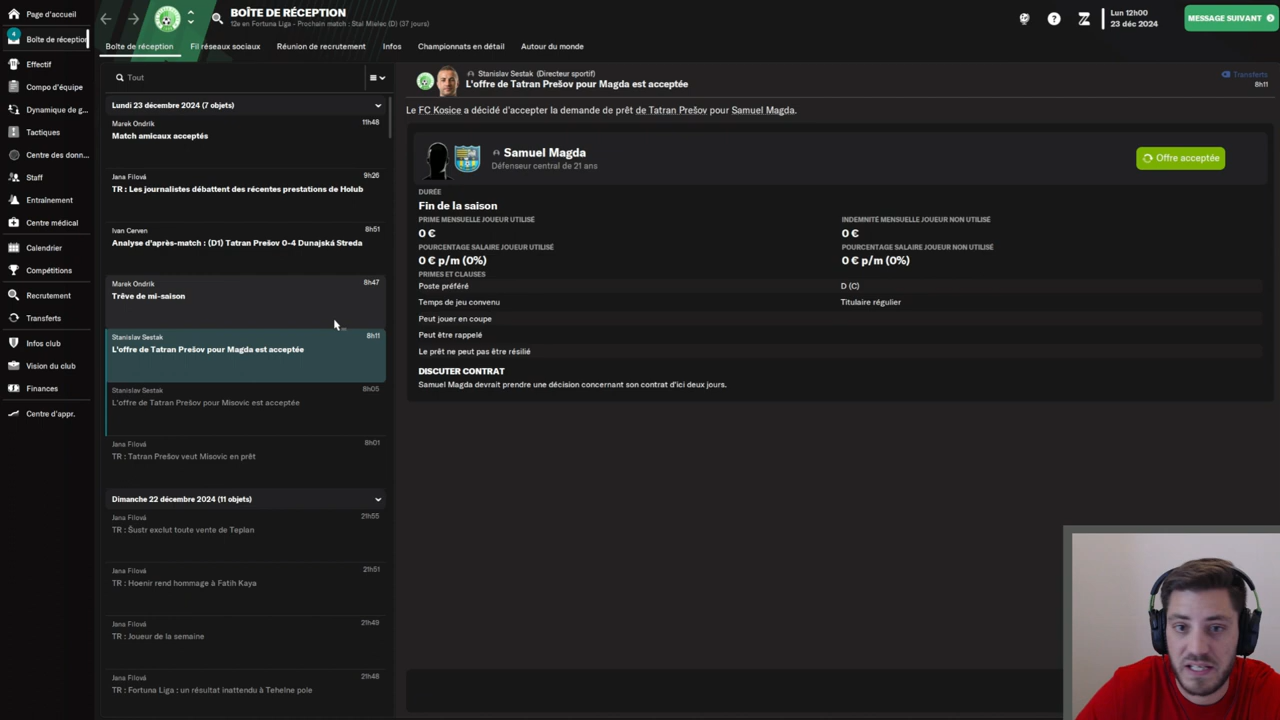 Page d'accueil
Boîte de réception
4
Effectif
Compo d'équipe
Dynamique de g...
Tactiques
Centre des donn...
Staff
Entraînement
Centre médical
Calendrier
Compétitions
Recrutement
Transferts
Infos club
Vision du club
Finances
Centre d'appr.
BOÎTE DE RÉCEPTION
12e en Fortuna Liga - Prochain match : Stal Mielec (D) (37 jours)
Lun 12h00
23 déc 2024
MESSAGE SUIVANT
Boîte de réception
Fil réseaux sociaux
Réunion de recrutement
Infos
Championnats en détail
Autour du monde
Tout
Lundi 23 décembre 2024 (7 objets)
Marek Ondrík 11h48
Match amicaux acceptés
Jana Filová 9h26
TR : Les journalistes débattent des récentes prestations de Holub
Ivan Cerven 8h51
Analyse d'après-match : (D1) Tatran Prešov 0-4 Dunajská Streda
Marek Ondrík 8h47
Trêve de mi-saison
Stanislav Sestak 8h11
L'offre de Tatran Prešov pour Magda est acceptée
Stanislav Sestak 8h05
L'offre de Tatran Prešov pour Misovic est acceptée
Jana Filová 8h01
TR : Tatran Prešov veut Misovic en prêt
Dimanche 22 décembre 2024 (11 objets)
Jana Filová 21h55
TR : Šustr exclut toute vente de Teplan
Jana Filová 21h51
TR : Hoenir rend hommage à Fatih Kaya
Jana Filová 21h49
TR : Joueur de la semaine
Jana Filová 21h48
TR : Fortuna Liga : un résultat inattendu à Tehelne pole
Stanislav Sestak (Directeur sportif)
L'offre de Tatran Prešov pour Magda est acceptée
Transferts
8h11
Le FC Kosice a décidé d'accepter la demande de prêt de Tatran Prešov pour Samuel Magda.
Samuel Magda
Défenseur central de 21 ans
Offre acceptée
DURÉE
Fin de la saison
PRIME MENSUELLE JOUEUR UTILISÉ
0 €
INDEMNITÉ MENSUELLE JOUEUR NON UTILISÉ
0 €
POURCENTAGE SALAIRE JOUEUR UTILISÉ
0 € p/m (0%)
POURCENTAGE SALAIRE JOUEUR NON UTILISÉ
0 € p/m (0%)
PRIMES ET CLAUSES
Poste préféré D (C)
Temps de jeu convenu Titulaire régulier
Peut jouer en coupe
Peut être rappelé
Le prêt ne peut pas être résilié
DISCUTER CONTRAT
Samuel Magda devrait prendre une décision concernant son contrat d'ici deux jours.